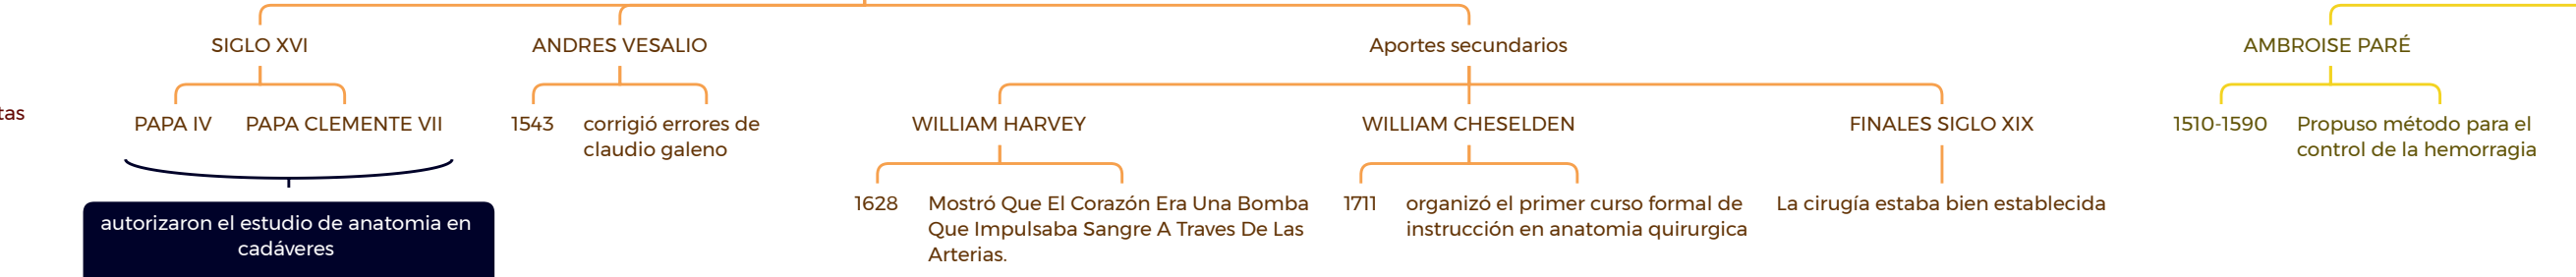 SIGLO XVI
ANDRES VESALIO
Aportes secundarios
AMBROISE PARÉ
tas
PAPA IV
PAPA CLEMENTE VII
1543
corrigió errores de
claudio galeno
WILLIAM HARVEY
WILLIAM CHESELDEN
FINALES SIGLO XIX
1510-1590
Propuso método para el
control de la hemorragia
autorizaron el estudio de anatomia en
cadáveres
1628
Mostró Que El Corazón Era Una Bomba
Que Impulsaba Sangre A Traves De Las
Arterias.
1711
organizó el primer curso formal de
instrucción en anatomia quirurgica
La cirugía estaba bien establecida